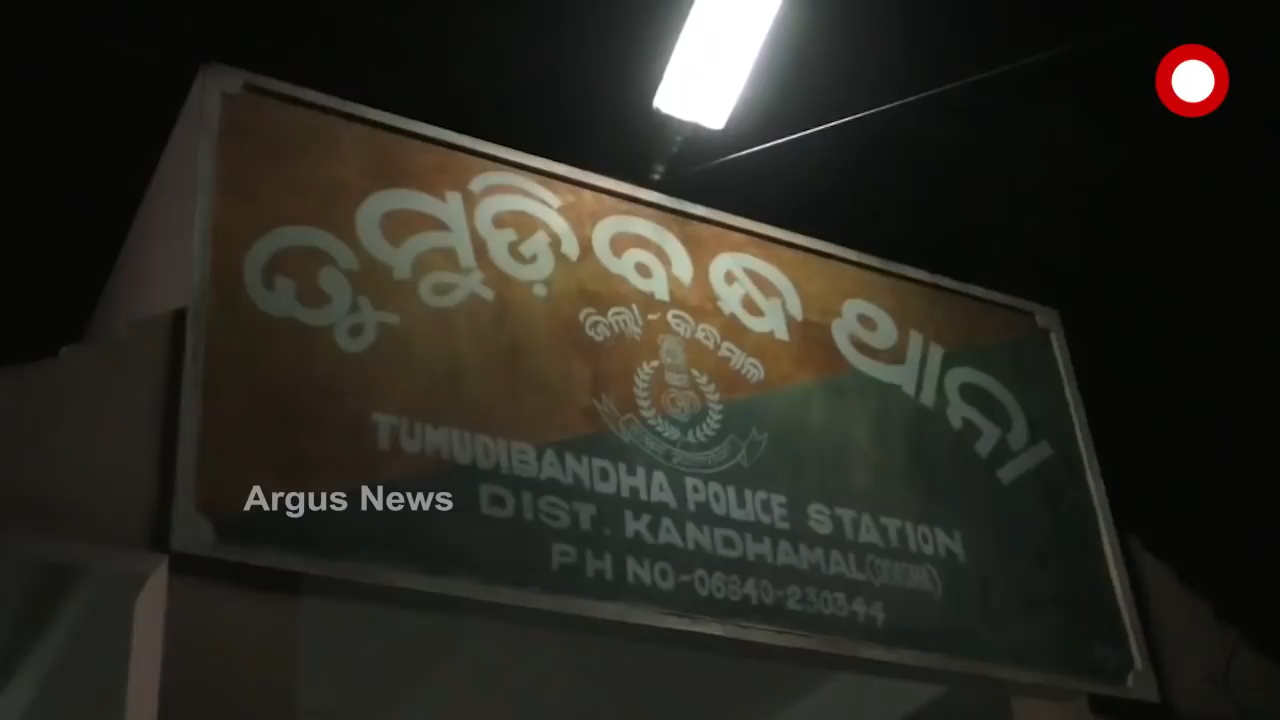 ତୁମୁଡ଼ିବନ୍ଧ ଥାନା
ଜିଲ୍ଲା - କନ୍ଧମାଳ
TUMUDIBANDHA POLICE STATION
DIST. KANDHAMAL
PH NO-06840-230344
Argus News